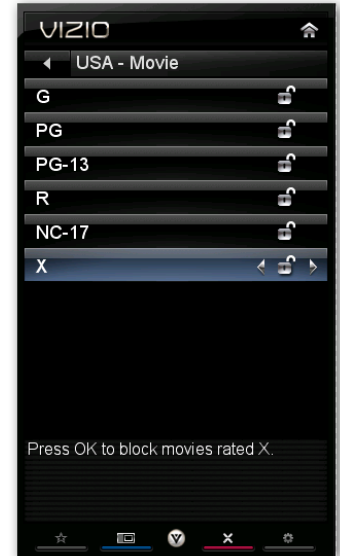 VIZIO
USA - Movie
G
PG
PG-13
R
NC-17
X
Press OK to block movies rated X.